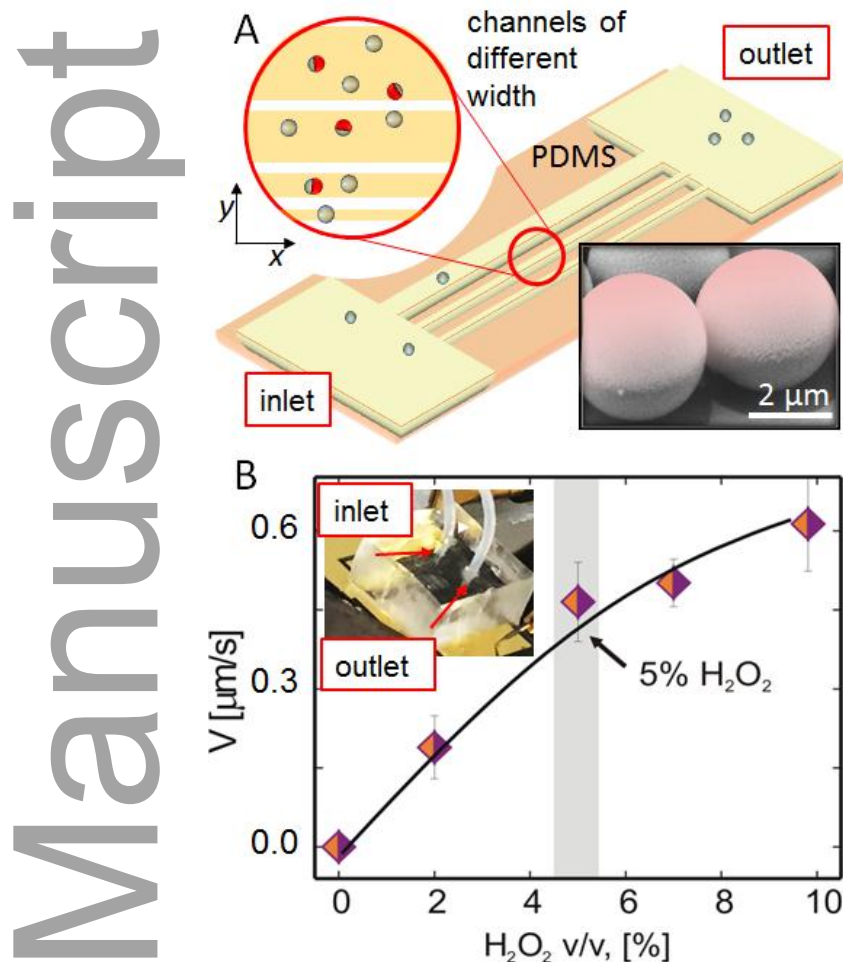 Manuscript
A
channels of
different
width
outlet
PDMS
y
x
inlet
2 µm
B
inlet
outlet
5% H₂O₂
V [µm/s]
0.6
0.3
0.0
0 2 4 6 8 10
H₂O₂ v/v, [%]